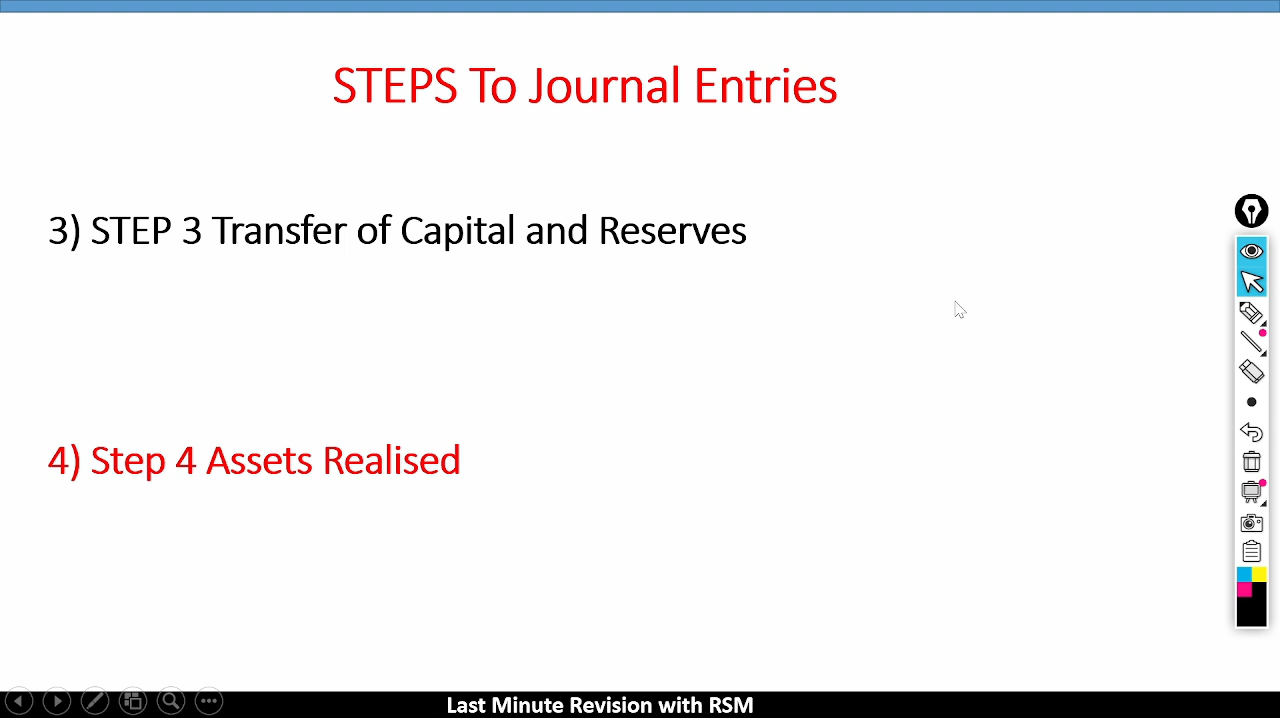 STEPS To Journal Entries
3) STEP 3 Transfer of Capital and Reserves
4) Step 4 Assets Realised
Last Minute Revision with RSM